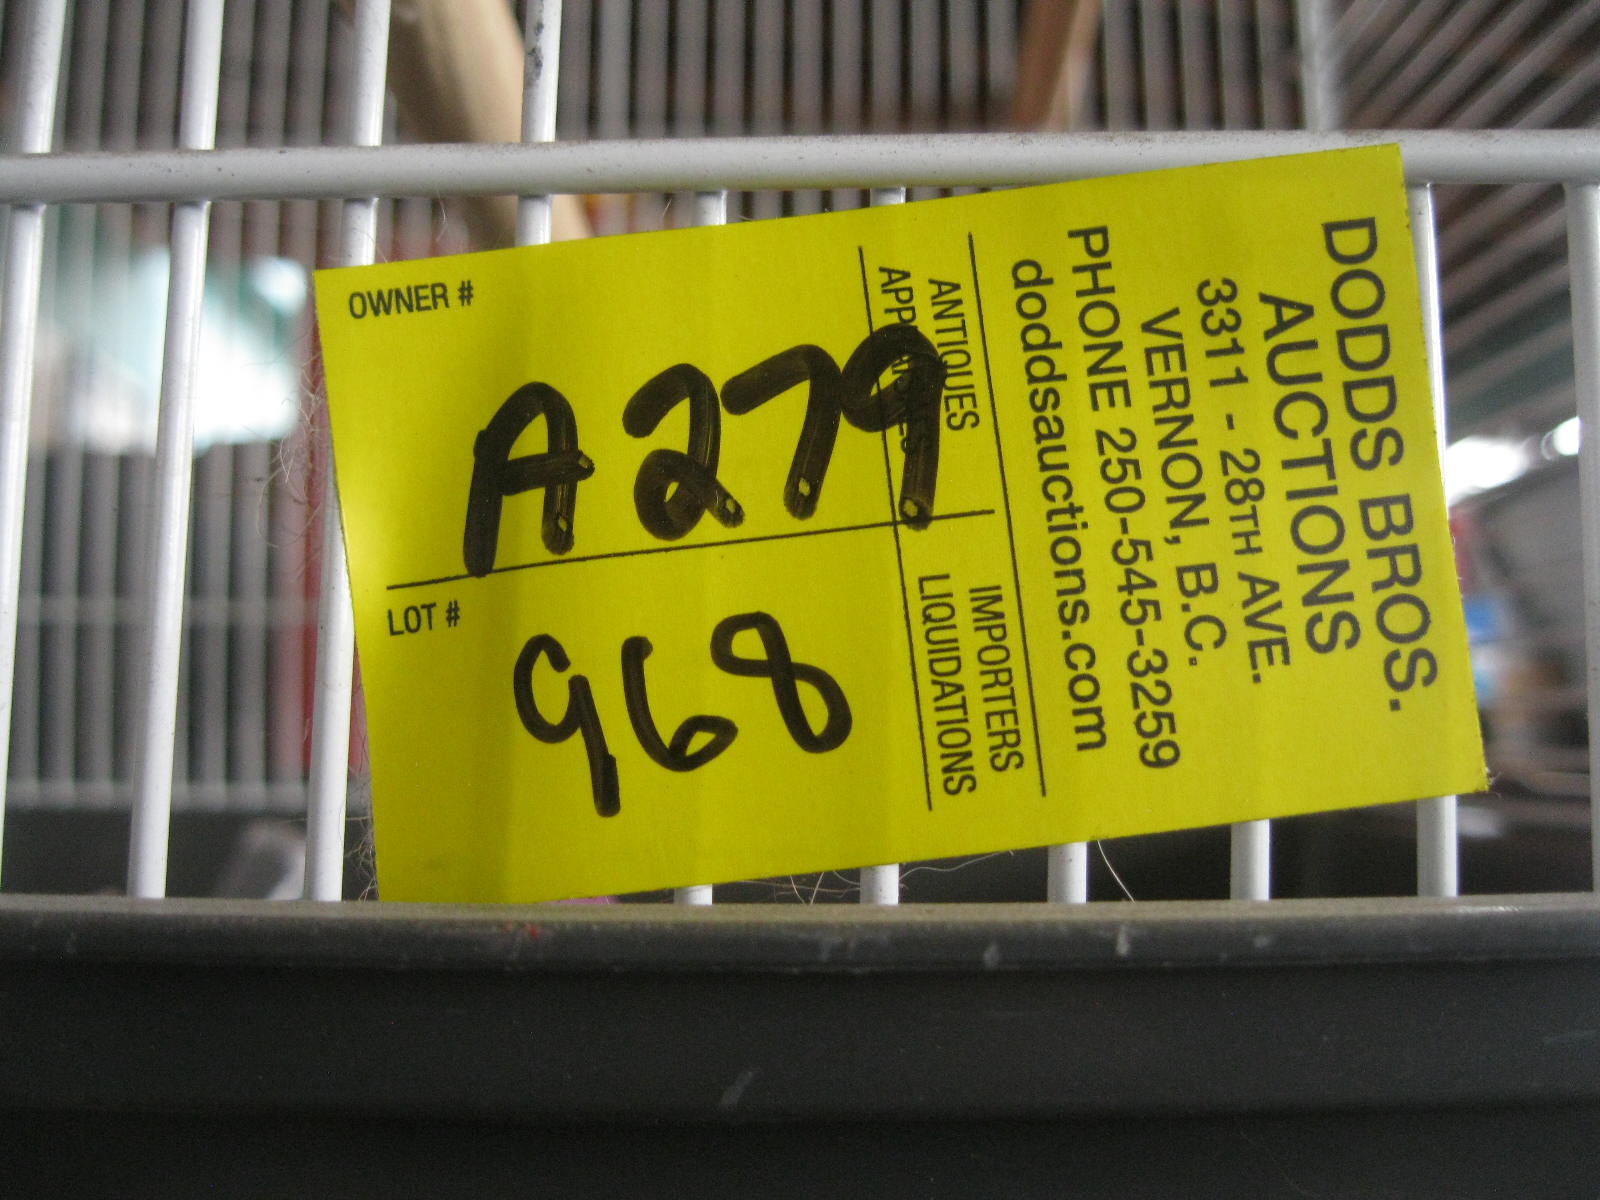 DODDS BROS.
AUCTIONS
3311 - 28TH AVE.
VERNON, B.C.
PHONE 250-545-3259
doddsauctions.com
ANTIQUES IMPORTERS
APPRAISALS LIQUIDATIONS
OWNER #
A279
LOT #
968